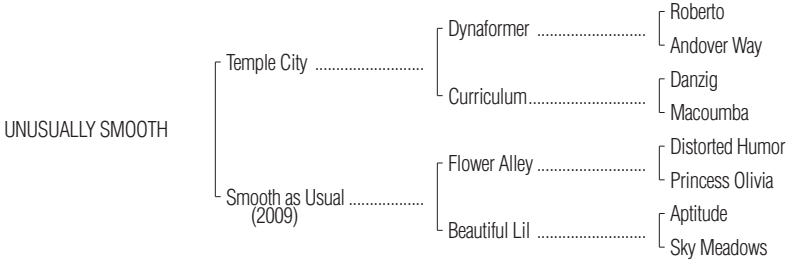 Roberto
Dynaformer ..........................
Andover Way
Temple City ..........................
Danzig
Curriculum............................
Macoumba
UNUSUALLY SMOOTH
Distorted Humor
Flower Alley ..........................
Princess Olivia
Smooth as Usual ..................
(2009)
Aptitude
Beautiful Lil ..........................
Sky Meadows